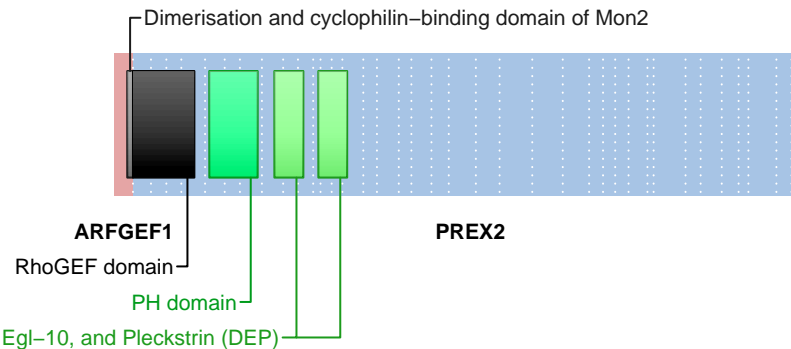 Dimerisation and cyclophilin−binding domain of Mon2
ARFGEF1 PREX2
RhoGEF domain
PH domain
Egl−10, and Pleckstrin (DEP)